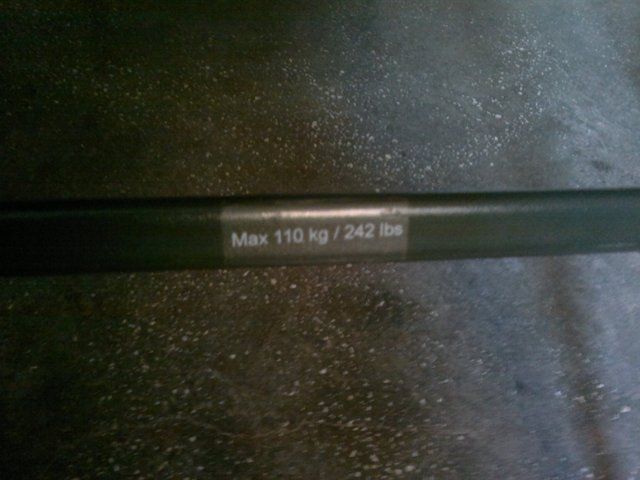 Max 110 kg / 242 lbs